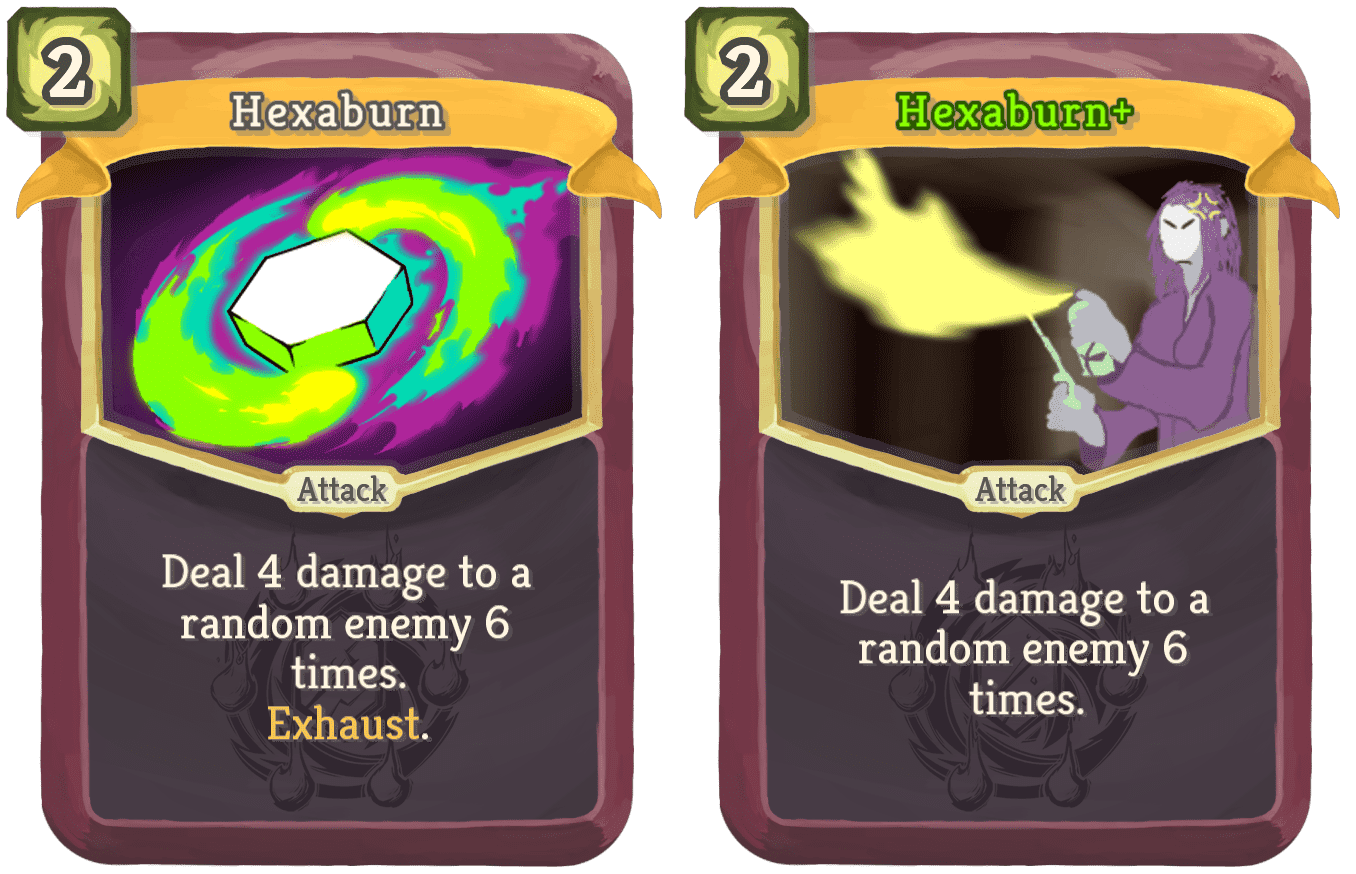 2
Hexaburn
Attack
Deal 4 damage to a
random enemy 6
times.
Exhaust.
2
Hexaburn+
Attack
Deal 4 damage to a
random enemy 6
times.